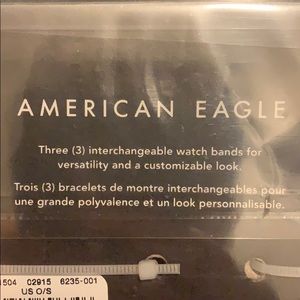 AMERICAN EAGLE
Three (3) interchangeable watch bands for
versatility and a customizable look.
Trois (3) bracelets de montre interchangeables pour
une grande polyvalence et un look personnalisable.
1504 02915 6235-001
US O/S